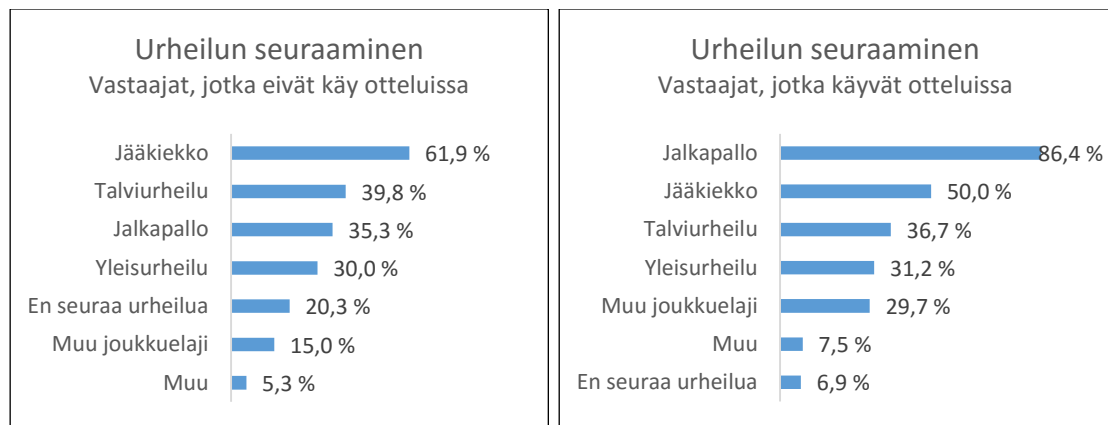 Urheilun seuraaminen
Vastaajat, jotka eivät käy otteluissa
Jääkiekko 61,9 %
Talviurheilu 39,8 %
Jalkapallo 35,3 %
Yleisurheilu 30,0 %
En seuraa urheilua 20,3 %
Muu joukkuelaji 15,0 %
Muu 5,3 %
Urheilun seuraaminen
Vastaajat, jotka käyvät otteluissa
Jalkapallo 86,4 %
Jääkiekko 50,0 %
Talviurheilu 36,7 %
Yleisurheilu 31,2 %
Muu joukkuelaji 29,7 %
Muu 7,5 %
En seuraa urheilua 6,9 %